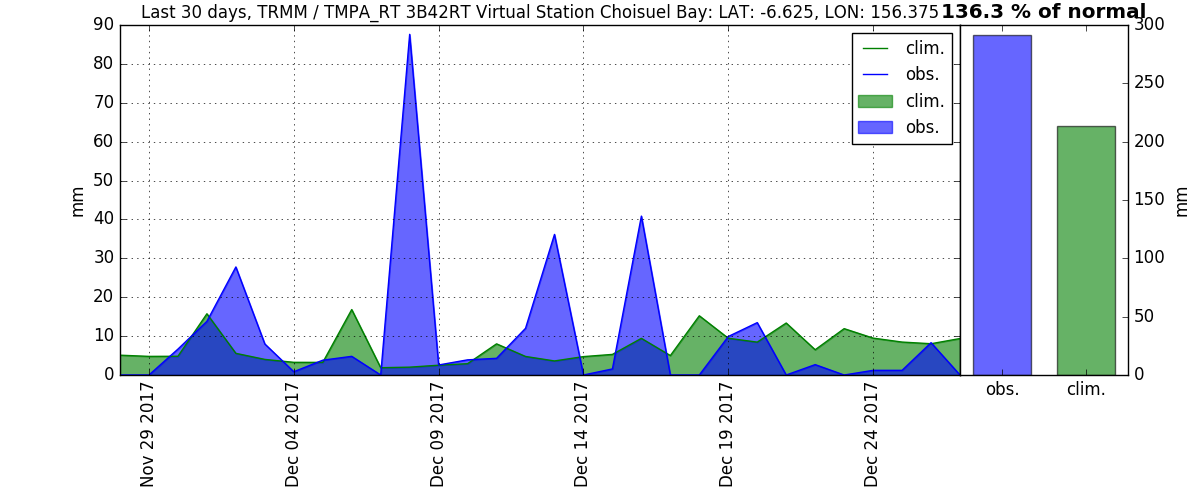 Last 30 days, TRMM / TMPA_RT 3B42RT Virtual Station Choisuel Bay: LAT: -6.625, LON: 156.375
136.3 % of normal
90
80
70
60
50
40
30
20
10
0
mm
clim.
obs.
clim.
obs.
Nov 29 2017
Dec 04 2017
Dec 09 2017
Dec 14 2017
Dec 19 2017
Dec 24 2017
300
250
200
150
100
50
0
mm
obs.
clim.